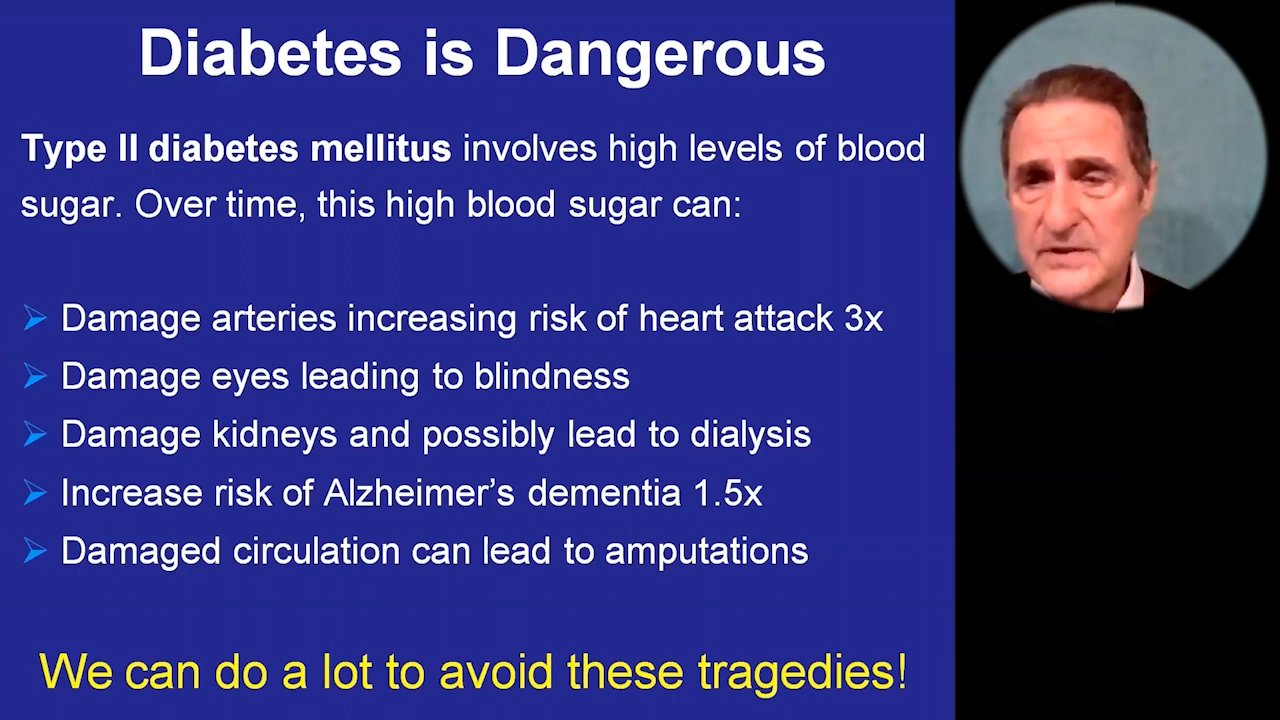 Diabetes is Dangerous
Type II diabetes mellitus involves high levels of blood
sugar. Over time, this high blood sugar can:
Damage arteries increasing risk of heart attack 3x
Damage eyes leading to blindness
Damage kidneys and possibly lead to dialysis
Increase risk of Alzheimer’s dementia 1.5x
Damaged circulation can lead to amputations
We can do a lot to avoid these tragedies!